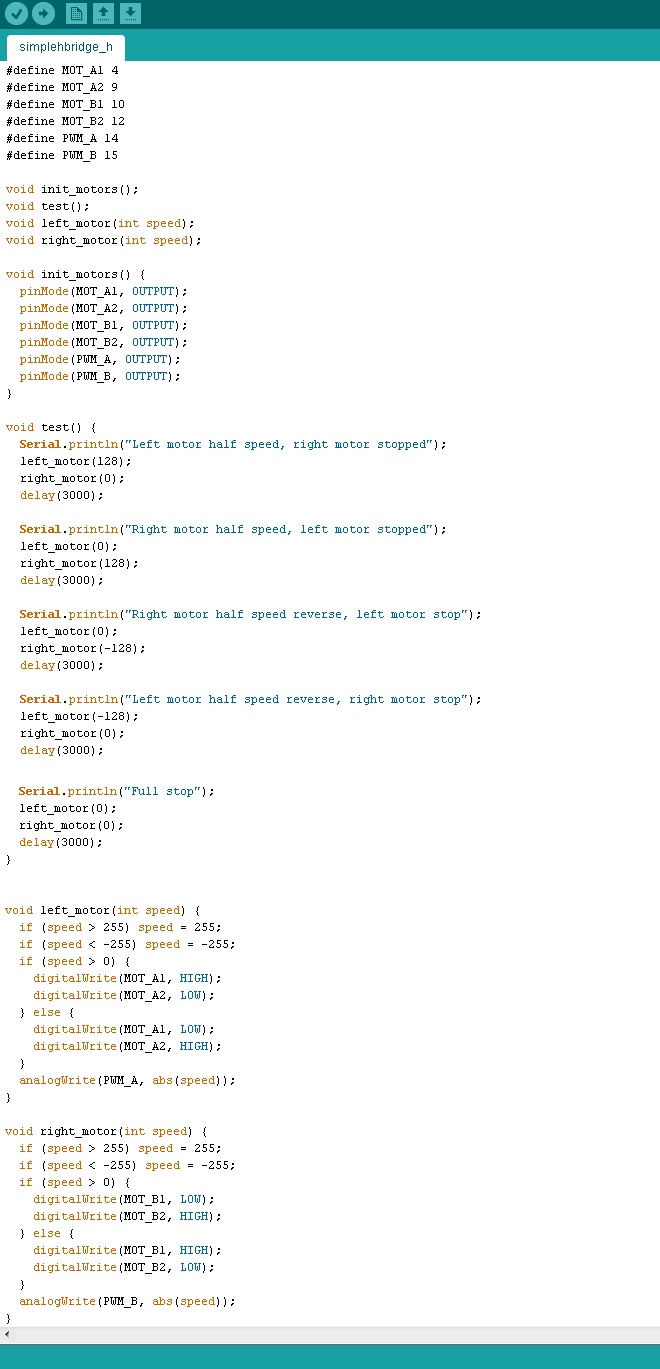 simplehbridge_h
#define MOT_A1 4
#define MOT_A2 9
#define MOT_B1 10
#define MOT_B2 12
#define PWM_A 14
#define PWM_B 15
void init_motors();
void test();
void left_motor(int speed);
void right_motor(int speed);
void init_motors() {
pinMode(MOT_A1, OUTPUT);
pinMode(MOT_A2, OUTPUT);
pinMode(MOT_B1, OUTPUT);
pinMode(MOT_B2, OUTPUT);
pinMode(PWM_A, OUTPUT);
pinMode(PWM_B, OUTPUT);
}
void test() {
Serial.println("Left motor half speed, right motor stopped");
left_motor(128);
right_motor(0);
delay(3000);
Serial.println("Right motor half speed, left motor stopped");
left_motor(0);
right_motor(128);
delay(3000);
Serial.println("Right motor half speed reverse, left motor stop");
left_motor(0);
right_motor(-128);
delay(3000);
Serial.println("Left motor half speed reverse, right motor stop");
left_motor(-128);
right_motor(0);
delay(3000);
Serial.println("Full stop");
left_motor(0);
right_motor(0);
delay(3000);
}
void left_motor(int speed) {
if (speed > 255) speed = 255;
if (speed < -255) speed = -255;
if (speed > 0) {
digitalWrite(MOT_A1, HIGH);
digitalWrite(MOT_A2, LOW);
} else {
digitalWrite(MOT_A1, LOW);
digitalWrite(MOT_A2, HIGH);
}
analogWrite(PWM_A, abs(speed));
}
void right_motor(int speed) {
if (speed > 255) speed = 255;
if (speed < -255) speed = -255;
if (speed > 0) {
digitalWrite(MOT_B1, LOW);
digitalWrite(MOT_B2, HIGH);
} else {
digitalWrite(MOT_B1, HIGH);
digitalWrite(MOT_B2, LOW);
}
analogWrite(PWM_B, abs(speed));
}